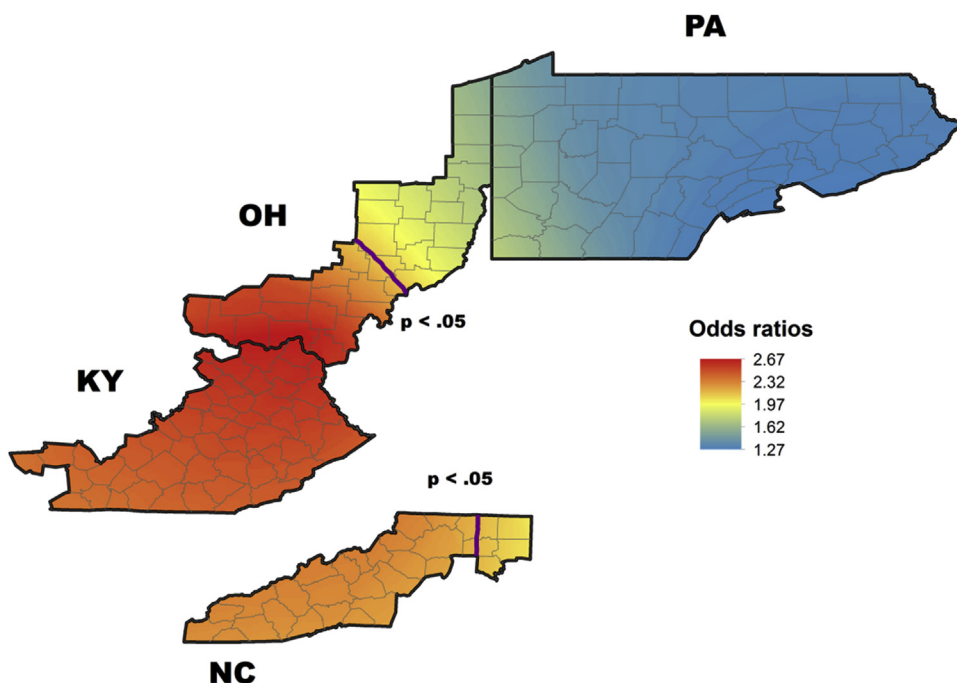 PA
OH
p < .05
Odds ratios
2.67
2.32
1.97
1.62
1.27
KY
p < .05
NC